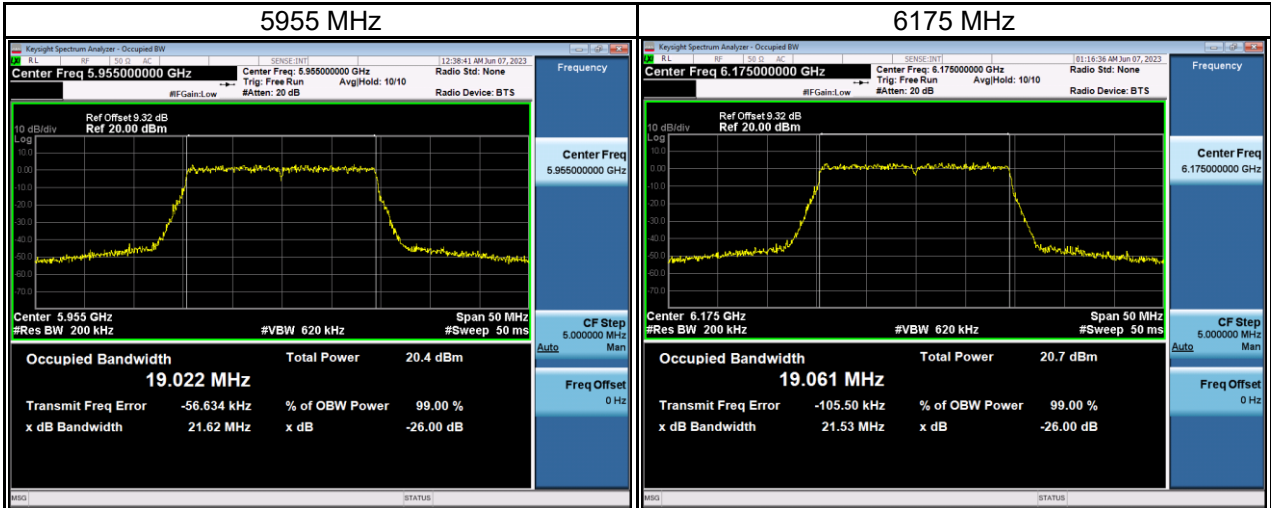 5955 MHz
Keysight Spectrum Analyzer - Occupied BW
RL RF 50 Ω AC SENSE:INT 12:38:41 AM Jun 07, 2023
Center Freq 5.955000000 GHz Center Freq: 5.955000000 GHz Radio Std: None
Trig: Free Run Avg|Hold: 10/10
#IFGain:Low #Atten: 20 dB Radio Device: BTS
Ref Offset 9.32 dB
10 dB/div Ref 20.00 dBm
Log
10.0
0.00
-10.0
-20.0
-30.0
-40.0
-50.0
-60.0
-70.0
Center 5.955 GHz Span 50 MHz
#Res BW 200 kHz #VBW 620 kHz #Sweep 50 ms
Occupied Bandwidth Total Power 20.4 dBm
19.022 MHz
Transmit Freq Error -56.634 kHz % of OBW Power 99.00 %
x dB Bandwidth 21.62 MHz x dB -26.00 dB
MSG STATUS
Frequency
Center Freq
5.955000000 GHz
CF Step
5.000000 MHz
Auto Man
Freq Offset
0 Hz
6175 MHz
Keysight Spectrum Analyzer - Occupied BW
RL RF 50 Ω AC SENSE:INT 01:16:36 AM Jun 07, 2023
Center Freq 6.175000000 GHz Center Freq: 6.175000000 GHz Radio Std: None
Trig: Free Run Avg|Hold: 10/10
#IFGain:Low #Atten: 20 dB Radio Device: BTS
Ref Offset 9.32 dB
10 dB/div Ref 20.00 dBm
Log
10.0
0.00
-10.0
-20.0
-30.0
-40.0
-50.0
-60.0
-70.0
Center 6.175 GHz Span 50 MHz
#Res BW 200 kHz #VBW 620 kHz #Sweep 50 ms
Occupied Bandwidth Total Power 20.7 dBm
19.061 MHz
Transmit Freq Error -105.50 kHz % of OBW Power 99.00 %
x dB Bandwidth 21.53 MHz x dB -26.00 dB
MSG STATUS
Frequency
Center Freq
6.175000000 GHz
CF Step
5.000000 MHz
Auto Man
Freq Offset
0 Hz